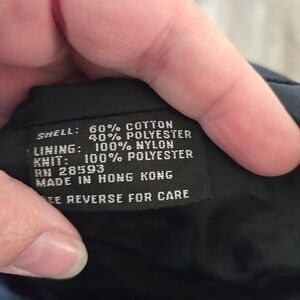 SHELL: 60% COTTON
40% POLYESTER
LINING: 100% NYLON
KNIT: 100% POLYESTER
RN 28593
MADE IN HONG KONG
EE REVERSE FOR CARE